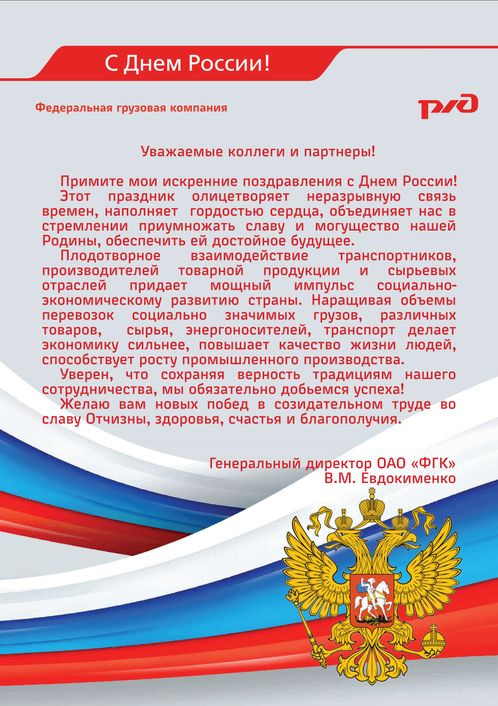 С Днем России!
Федеральная грузовая компания
ржд
Уважаемые коллеги и партнеры!
Примите мои искренние поздравления с Днем России!
Этот праздник олицетворяет неразрывную связь
времен, наполняет гордостью сердца, объединяет нас в
стремлении приумножать славу и могущество нашей
Родины, обеспечить ей достойное будущее.
Плодотворное взаимодействие транспортников,
производителей товарной продукции и сырьевых
отраслей придает мощный импульс социально-
экономическому развитию страны. Наращивая объемы
перевозок социально значимых грузов, различных
товаров, сырья, энергоносителей, транспорт делает
экономику сильнее, повышает качество жизни людей,
способствует росту промышленного производства.
Уверен, что сохраняя верность традициям нашего
сотрудничества, мы обязательно добьемся успеха!
Желаю вам новых побед в созидательном труде во
славу Отчизны, здоровья, счастья и благополучия.
Генеральный директор ОАО «ФГК»
В.М. Евдокименко